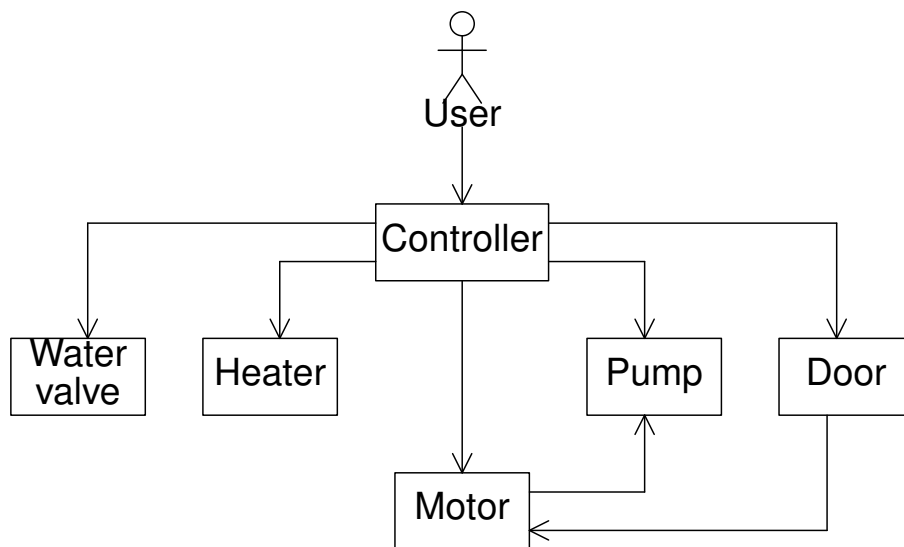 User
Controller
Water
valve
Heater
Pump
Door
Motor